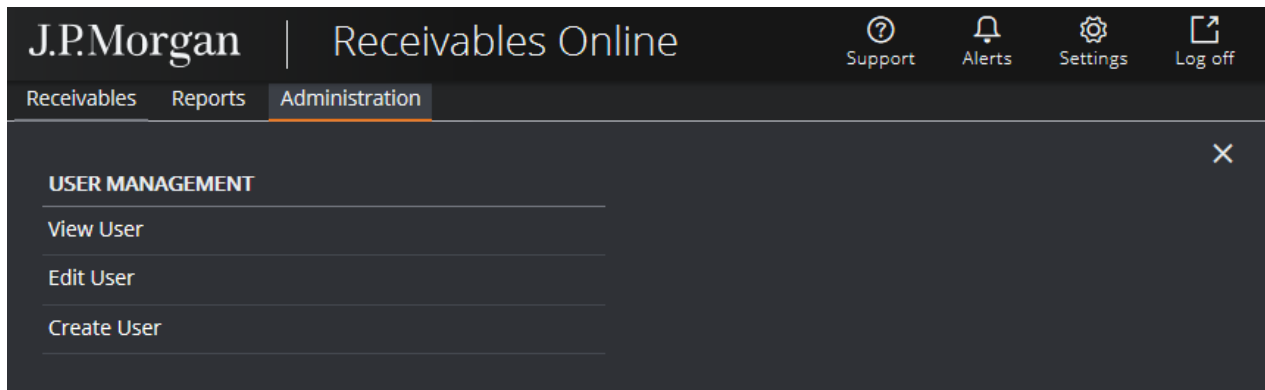 J.P.Morgan | Receivables Online
Support Alerts Settings Log off
Receivables Reports Administration
USER MANAGEMENT
View User
Edit User
Create User